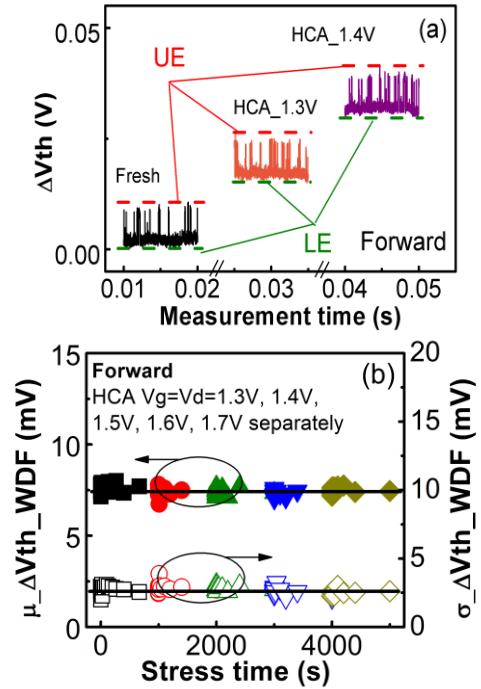 (a)
0.05
0.00
ΔVth (V)
UE
HCA_1.4V
HCA_1.3V
Fresh
LE
Forward
0.01 0.02 0.03 0.04 0.05
Measurement time (s)
(b)
Forward
HCA Vg=Vd=1.3V, 1.4V,
1.5V, 1.6V, 1.7V separately
15
10
5
0
μ_ΔVth_WDF (mV)
20
15
10
5
0
σ_ΔVth_WDF (mV)
0 2000 4000
Stress time (s)